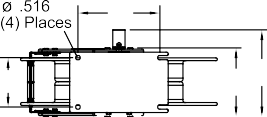 ø .516
(4) Places